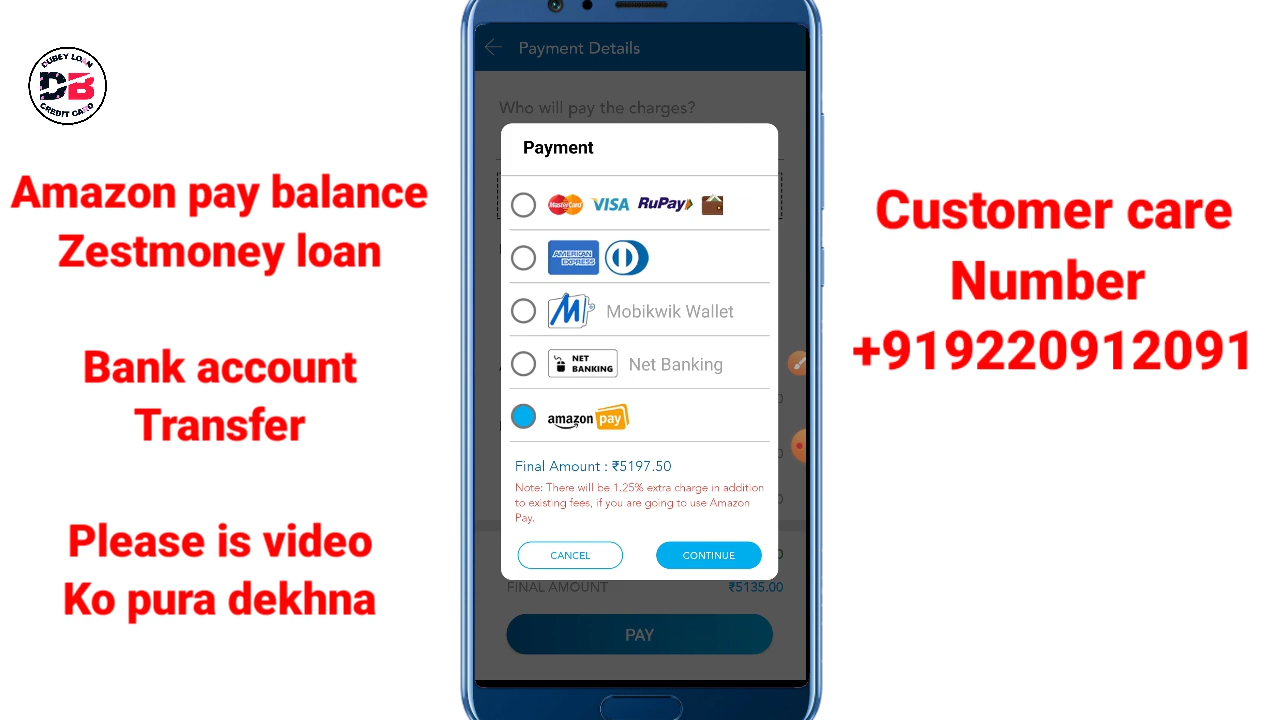 DUBEY LOAN
DB
CREDIT CARD
Amazon pay balance
Zestmoney loan
Bank account
Transfer
Please is video
Ko pura dekhna
Payment Details
Who will pay the charges?
Payment
MasterCard VISA RuPay
AMERICAN EXPRESS
M Mobikwik Wallet
NET BANKING Net Banking
amazon pay
Final Amount : ₹5197.50
Note: There will be 1.25% extra charge in addition
to existing fees, if you are going to use Amazon
Pay.
CANCEL CONTINUE
FINAL AMOUNT ₹5135.00
PAY
Customer care
Number
+919220912091